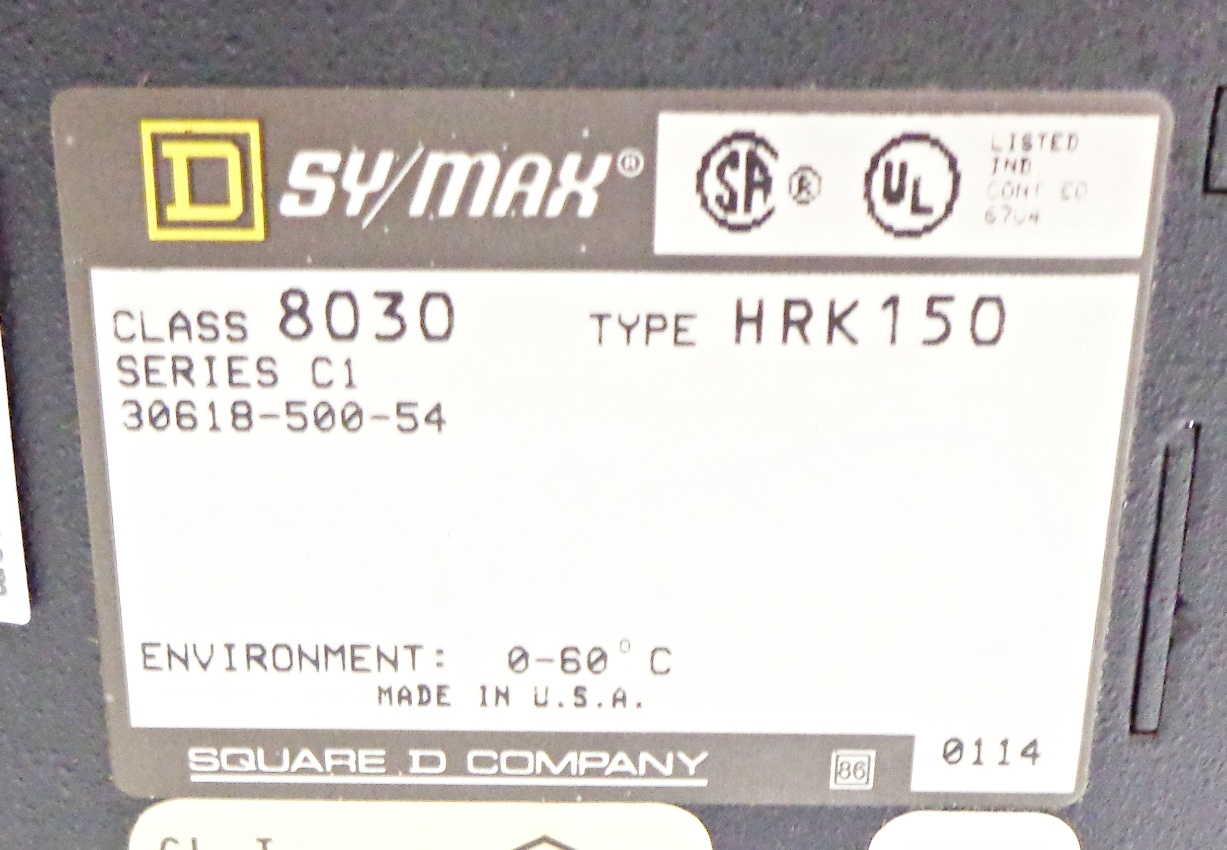 D SY/MAX®
SA ® UL LISTED
IND
CONT EQ
67U4
CLASS 8030 TYPE HRK150
SERIES C1
30618-500-54
ENVIRONMENT: 0-60°C
MADE IN U.S.A.
SQUARE D COMPANY 86 0114